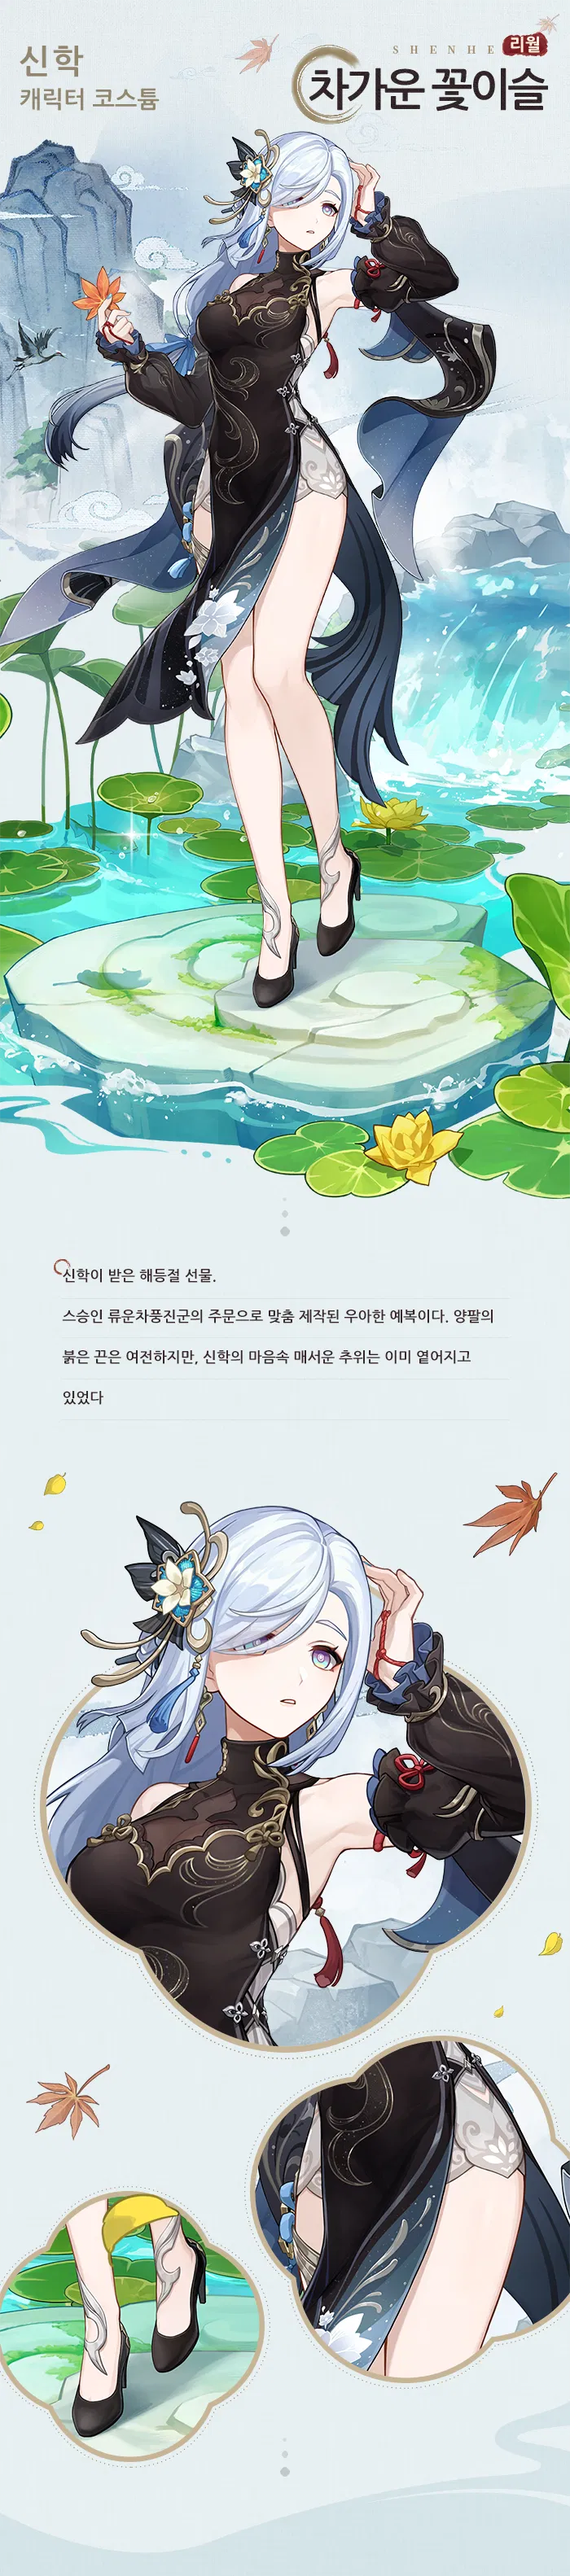 신학
캐릭터 코스튬
SHENHE 리월
차가운 꽃이슬
신학이 받은 해등절 선물.
스승인 류운차풍진군의 주문으로 맞춤 제작된 우아한 예복이다. 양팔의
붉은 끈은 여전하지만, 신학의 마음속 매서운 추위는 이미 옅어지고
있었다